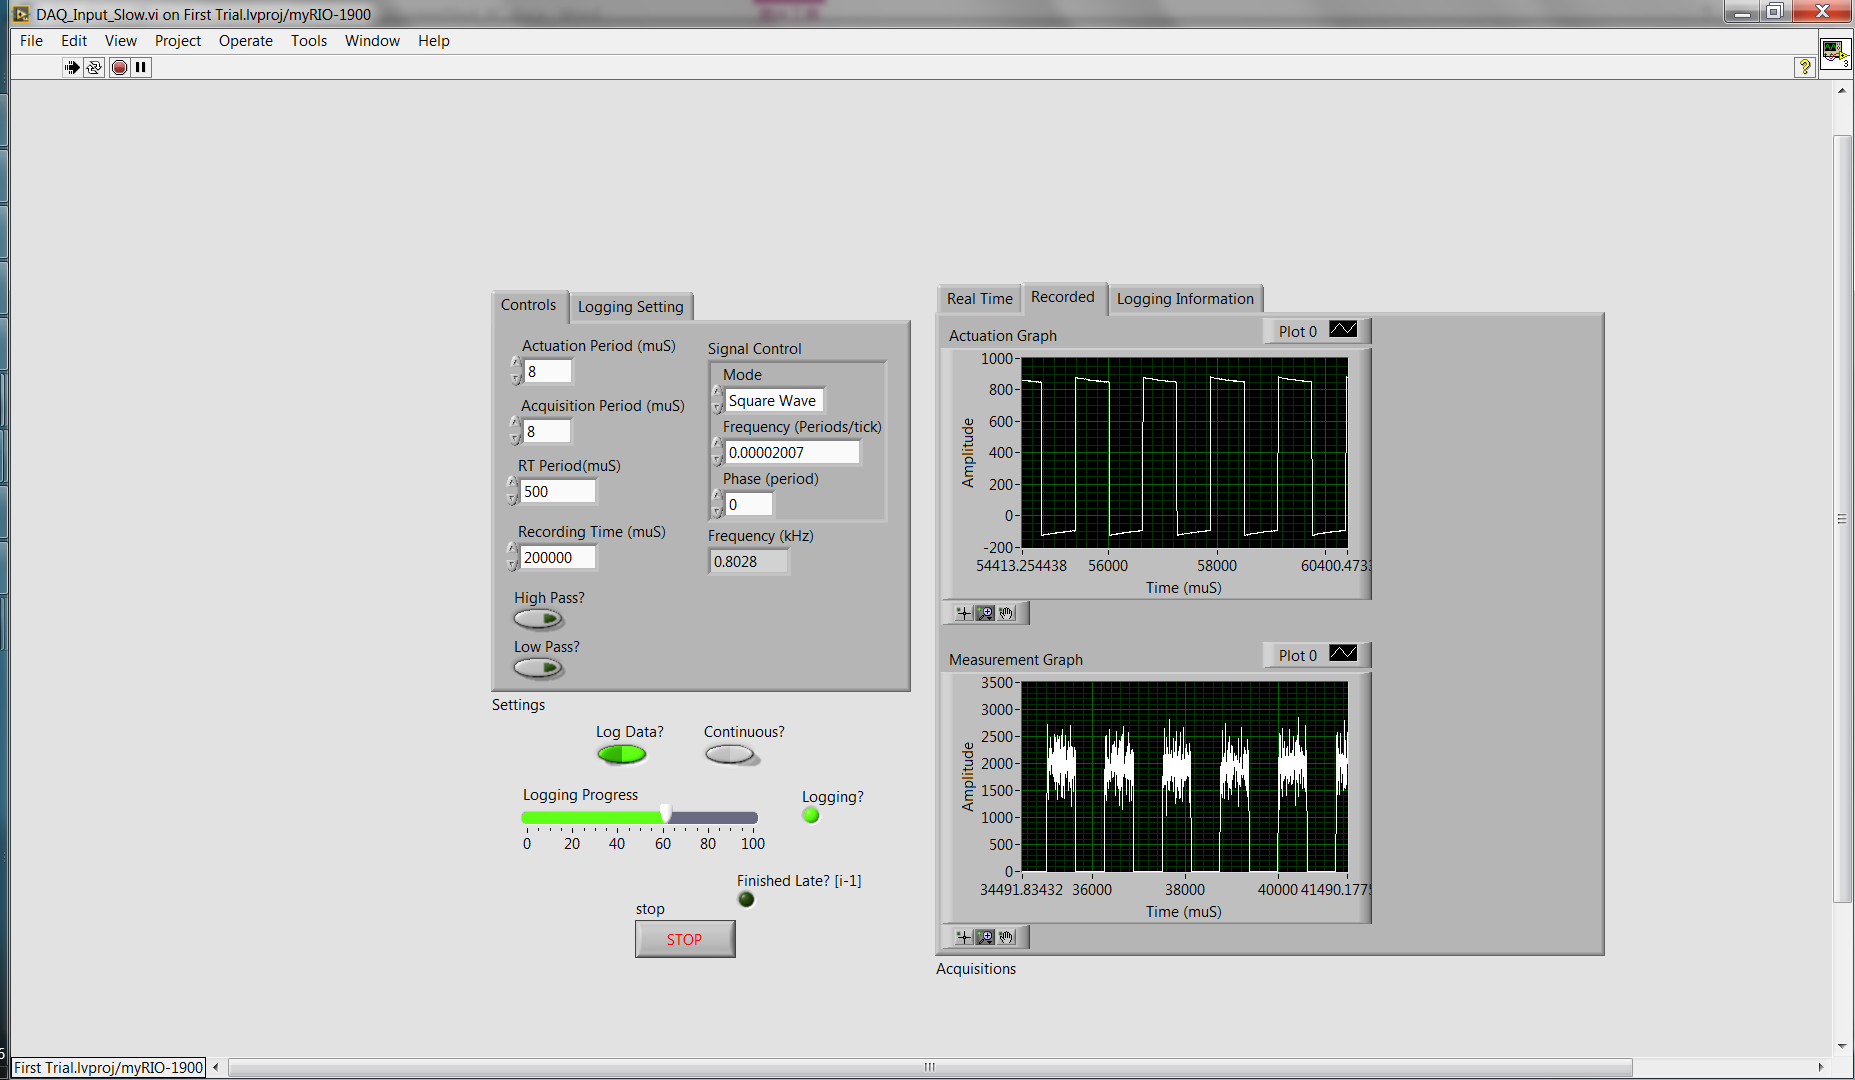 DAQ_Input_Slow.vi on First Trial.lvproj/myRIO-1900
File Edit View Project Operate Tools Window Help
?
3
Controls Logging Setting
Actuation Period (muS)
8
Acquisition Period (muS)
8
RT Period(muS)
500
Recording Time (muS)
200000
High Pass?
Low Pass?
Signal Control
Mode
Square Wave
Frequency (Periods/tick)
0.00002007
Phase (period)
0
Frequency (kHz)
0.8028
Settings
Log Data? Continuous?
Logging Progress
0 20 40 60 80 100
Logging?
Finished Late? [i-1]
stop
STOP
Real Time Recorded Logging Information
Actuation Graph
Plot 0
Amplitude
1000
800
600
400
200
0
-200
54413.254438 56000 58000 60400.473
Time (muS)
Measurement Graph
Plot 0
Amplitude
3500
3000
2500
2000
1500
1000
500
0
34491.83432 36000 38000 40000 41490.177
Time (muS)
Acquisitions
First Trial.lvproj/myRIO-1900